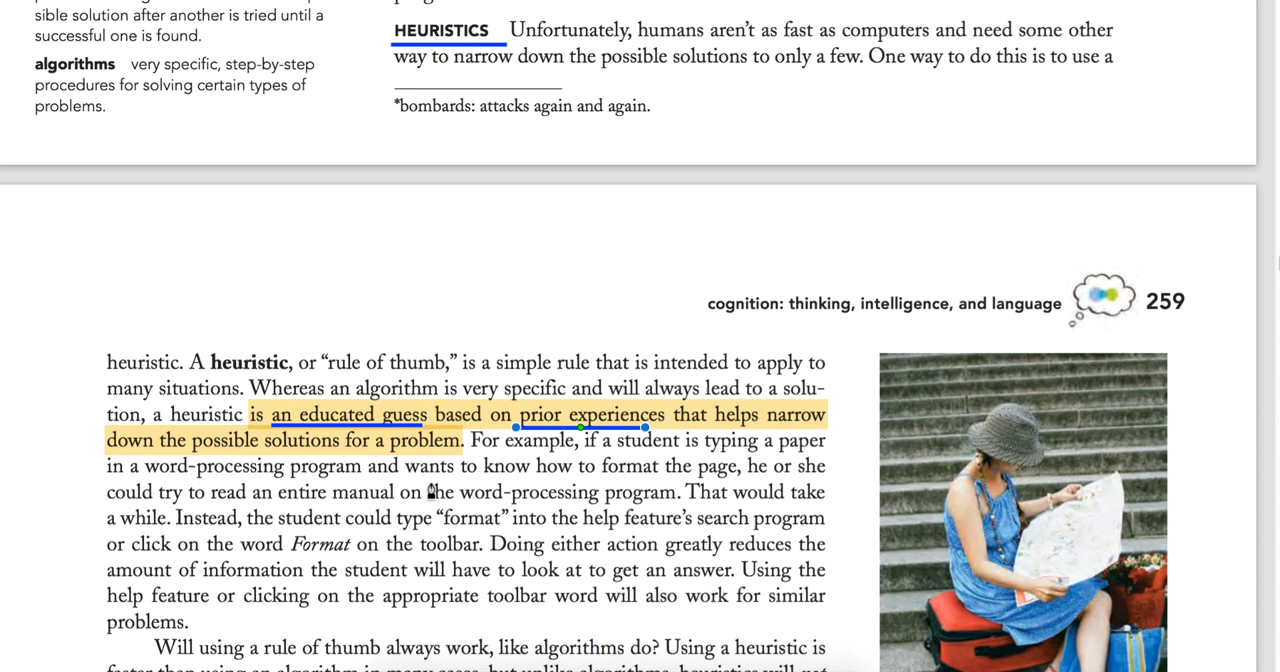 sible solution after another is tried until a
successful one is found.
algorithms very specific, step-by-step
procedures for solving certain types of
problems.
HEURISTICS Unfortunately, humans aren't as fast as computers and need some other
way to narrow down the possible solutions to only a few. One way to do this is to use a
*bombards: attacks again and again.
cognition: thinking, intelligence, and language 259
heuristic. A heuristic, or “rule of thumb,” is a simple rule that is intended to apply to
many situations. Whereas an algorithm is very specific and will always lead to a solu-
tion, a heuristic is an educated guess based on prior experiences that helps narrow
down the possible solutions for a problem. For example, if a student is typing a paper
in a word-processing program and wants to know how to format the page, he or she
could try to read an entire manual on the word-processing program. That would take
a while. Instead, the student could type “format” into the help feature's search program
or click on the word Format on the toolbar. Doing either action greatly reduces the
amount of information the student will have to look at to get an answer. Using the
help feature or clicking on the appropriate toolbar word will also work for similar
problems.
Will using a rule of thumb always work, like algorithms do? Using a heuristic is